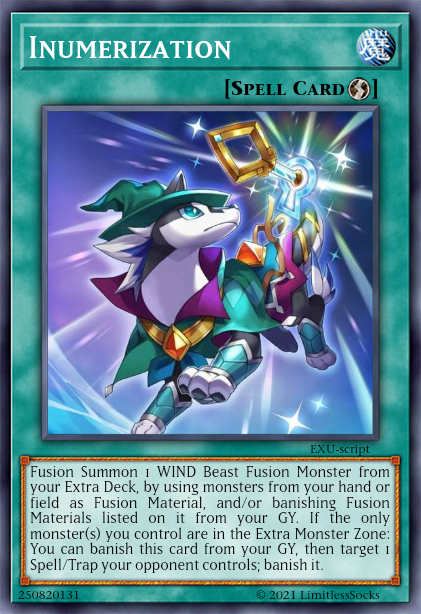 Inumerization
[Spell Card]
EXU-script
Fusion Summon 1 WIND Beast Fusion Monster from
your Extra Deck, by using monsters from your hand or
field as Fusion Material, and/or banishing Fusion
Materials listed on it from your GY. If the only
monster(s) you control are in the Extra Monster Zone:
You can banish this card from your GY, then target 1
Spell/Trap your opponent controls; banish it.
250820131
© 2021 LimitlessSocks